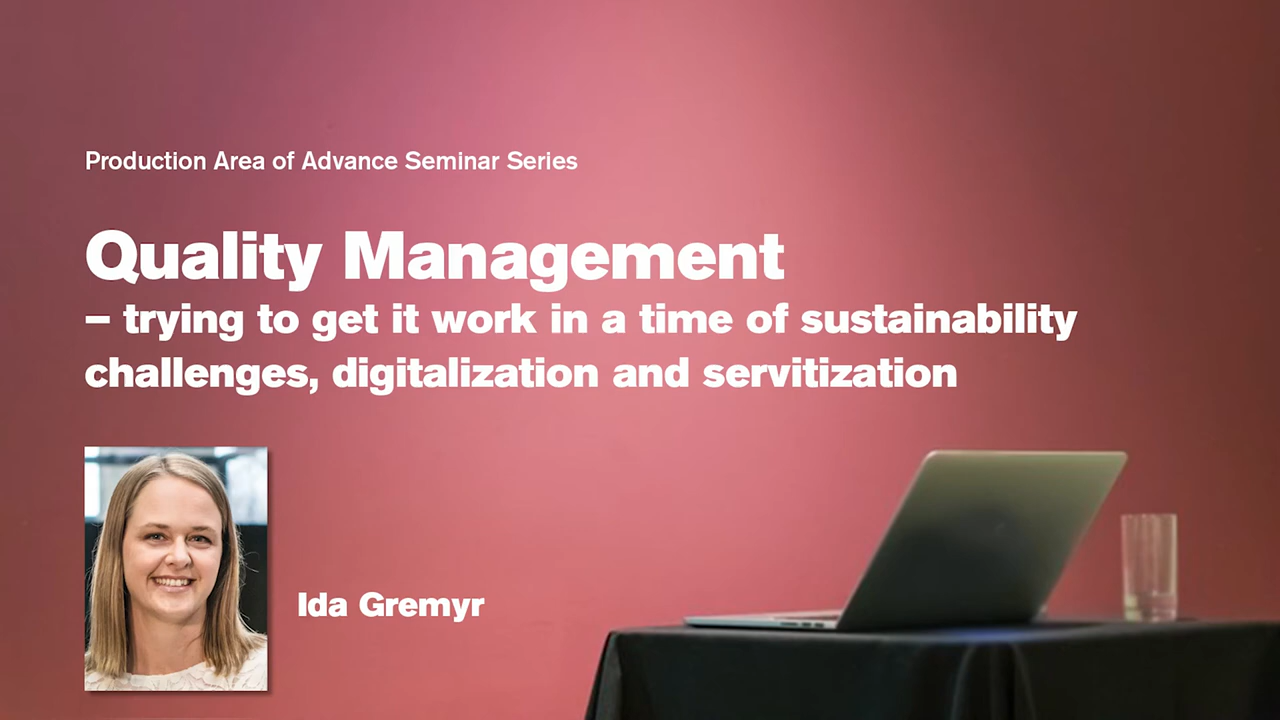 Production Area of Advance Seminar Series
Quality Management
– trying to get it work in a time of sustainability
challenges, digitalization and servitization
Ida Gremyr